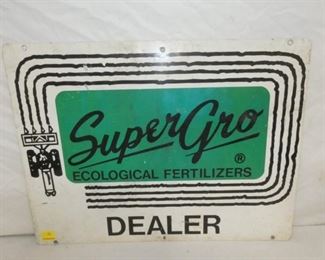 SuperGro
®
ECOLOGICAL FERTILIZERS
DEALER